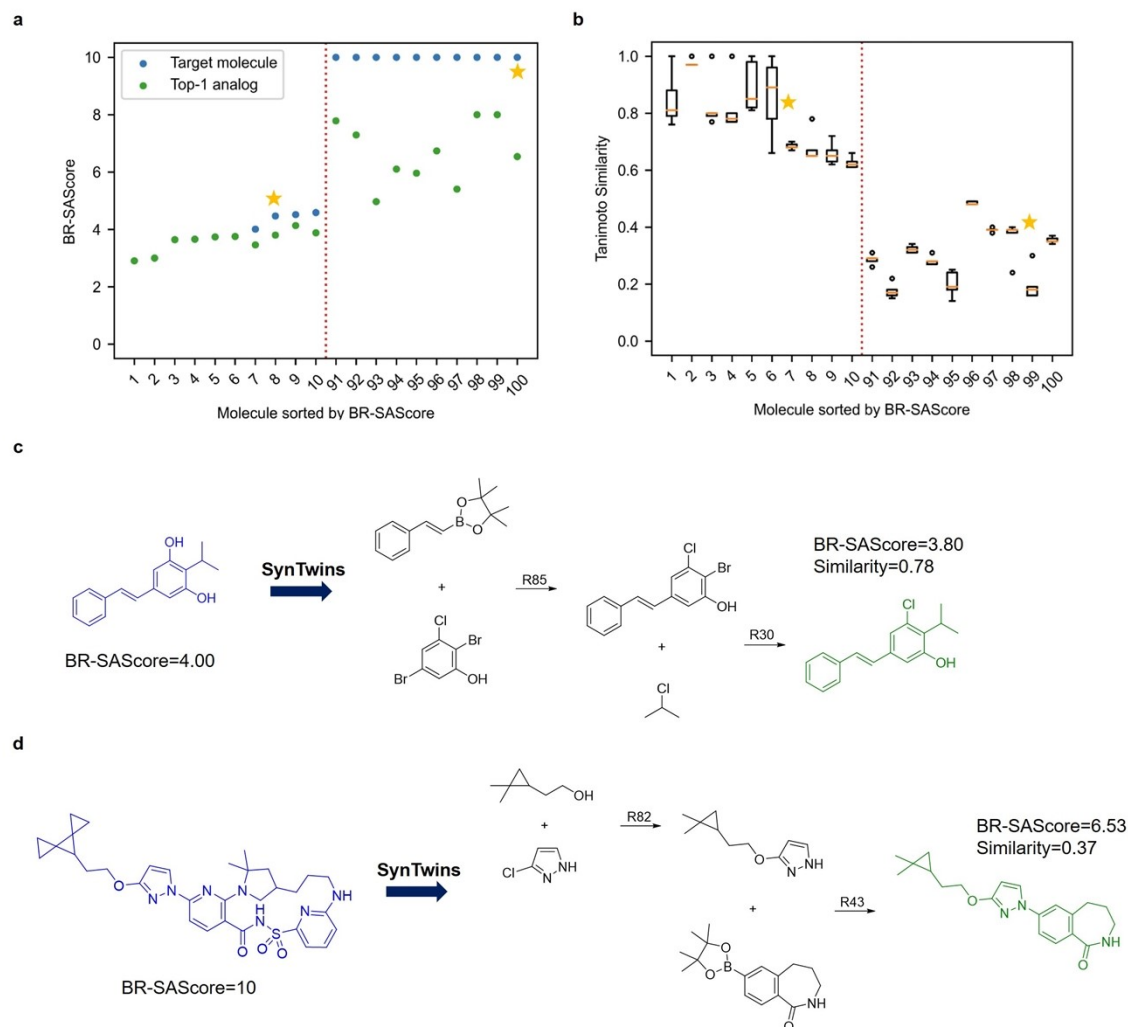 a
10
8
6
4
2
0
BR-SAScore
Target molecule
Top-1 analog
1 2 3 4 5 6 7 8 9 10 91 92 93 94 95 96 97 98 99 100
Molecule sorted by BR-SAScore
b
1.0
0.8
0.6
0.4
0.2
0.0
Tanimoto Similarity
1 2 3 4 5 6 7 8 9 10 91 92 93 94 95 96 97 98 99 100
Molecule sorted by BR-SAScore
c
OH
OH
BR-SAScore=4.00
SynTwins
O
B
O
+
Cl
Br
Br
OH
R85
Cl
Br
OH
+
Cl
R30
BR-SAScore=3.80
Similarity=0.78
Cl
OH
d
O
N
N
N
N
O
H
N
S
O
O
N
NH
BR-SAScore=10
SynTwins
OH
+
Cl
N
NH
R82
O
N
NH
+
O
B
O
O
NH
R43
BR-SAScore=6.53
Similarity=0.37
O
N
N
O
NH